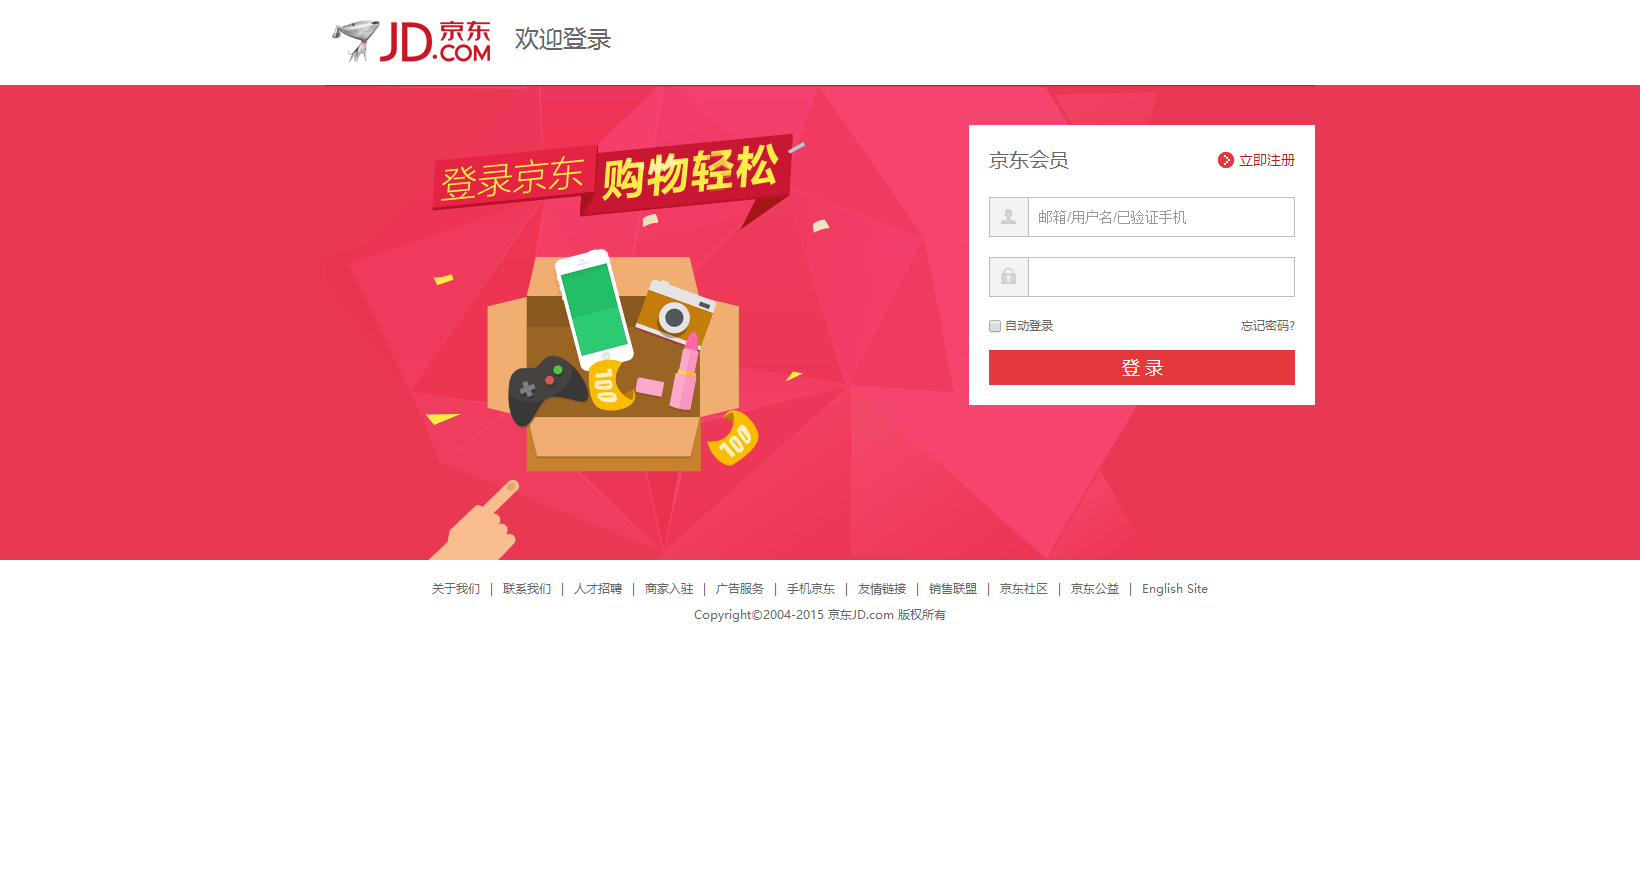 JD.COM 京东 欢迎登录
登录京东 购物轻松
京东会员 立即注册
邮箱/用户名/已验证手机
自动登录 忘记密码?
登 录
100
100
关于我们 | 联系我们 | 人才招聘 | 商家入驻 | 广告服务 | 手机京东 | 友情链接 | 销售联盟 | 京东社区 | 京东公益 | English Site
Copyright©2004-2015 京东JD.com 版权所有